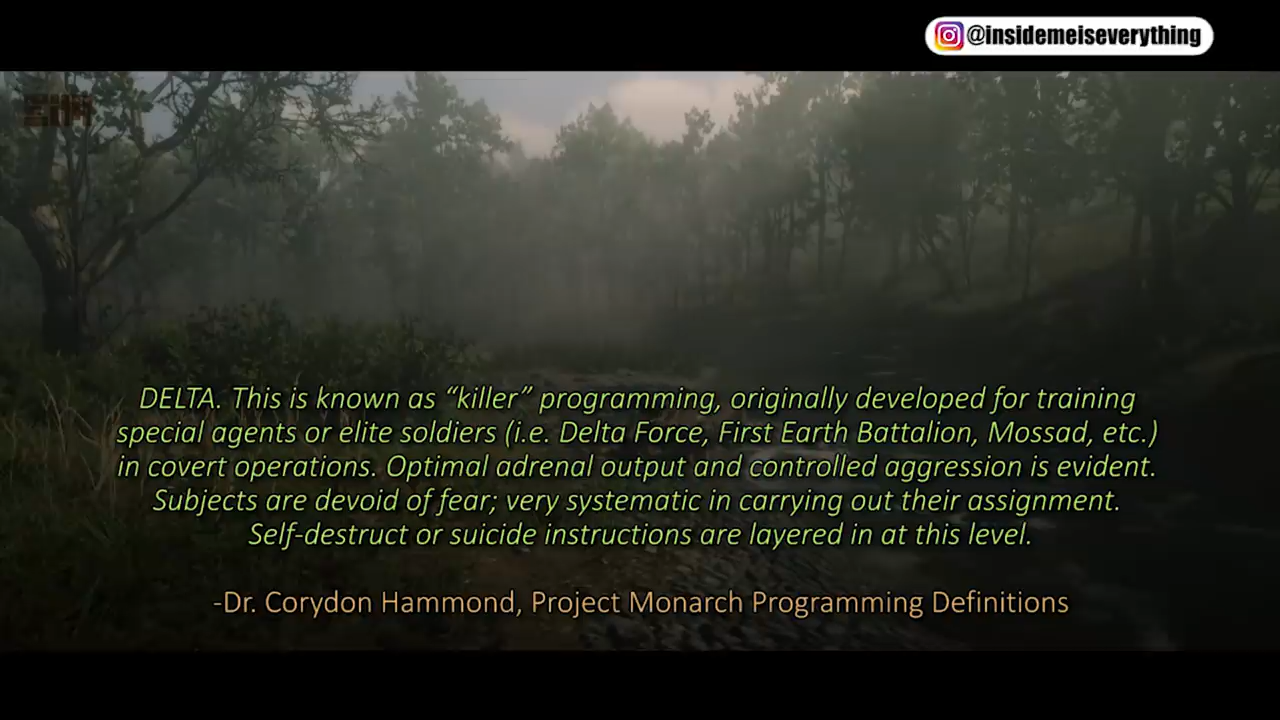 @insidemeiseverything
DELTA. This is known as “killer” programming, originally developed for training
special agents or elite soldiers (i.e. Delta Force, First Earth Battalion, Mossad, etc.)
in covert operations. Optimal adrenal output and controlled aggression is evident.
Subjects are devoid of fear; very systematic in carrying out their assignment.
Self-destruct or suicide instructions are layered in at this level.
-Dr. Corydon Hammond, Project Monarch Programming Definitions